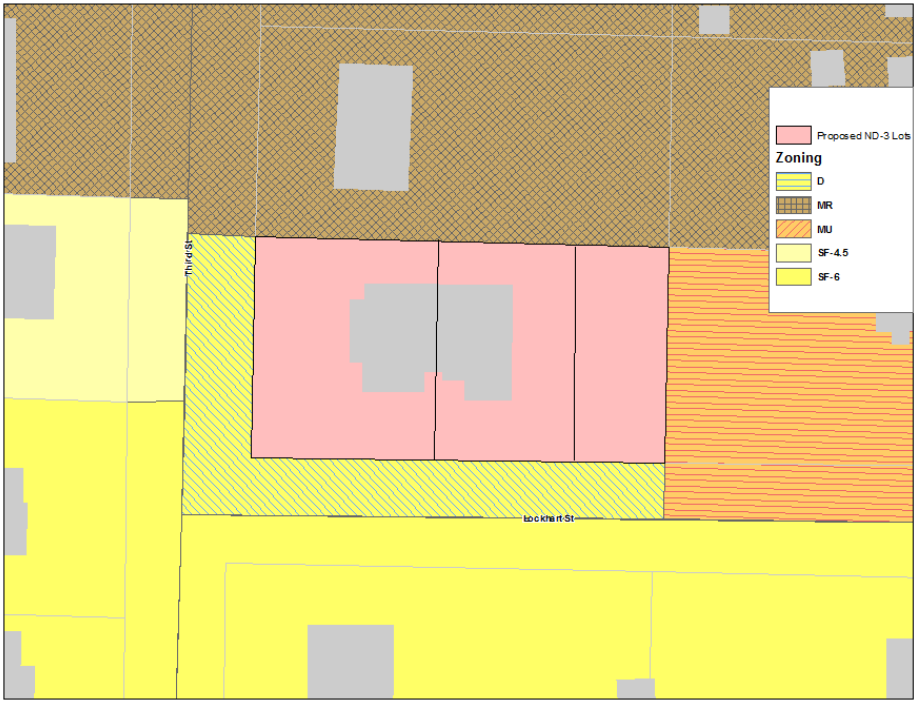 Proposed ND-3 Lots
Zoning
D
MR
MU
SF-4.5
SF-6
Third St
Lockhart St